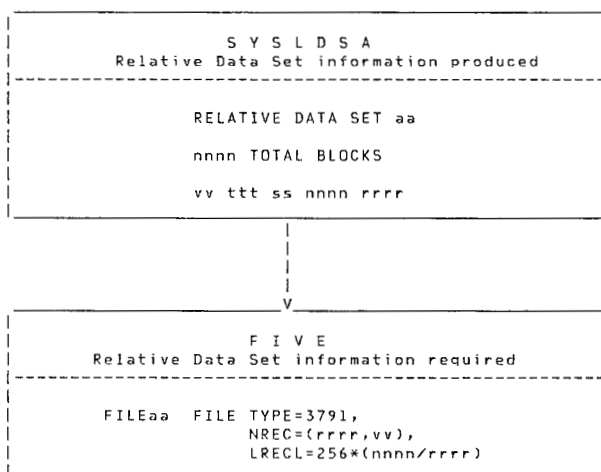 S Y S L D S A
Relative Data Set information produced
RELATIVE DATA SET aa
nnnn TOTAL BLOCKS
vv ttt ss nnnn rrrr
V
F I V E
Relative Data Set information required
FILEaa FILE TYPE=3791,
NREC=(rrrr,vv),
LRECL=256*(nnnn/rrrr)